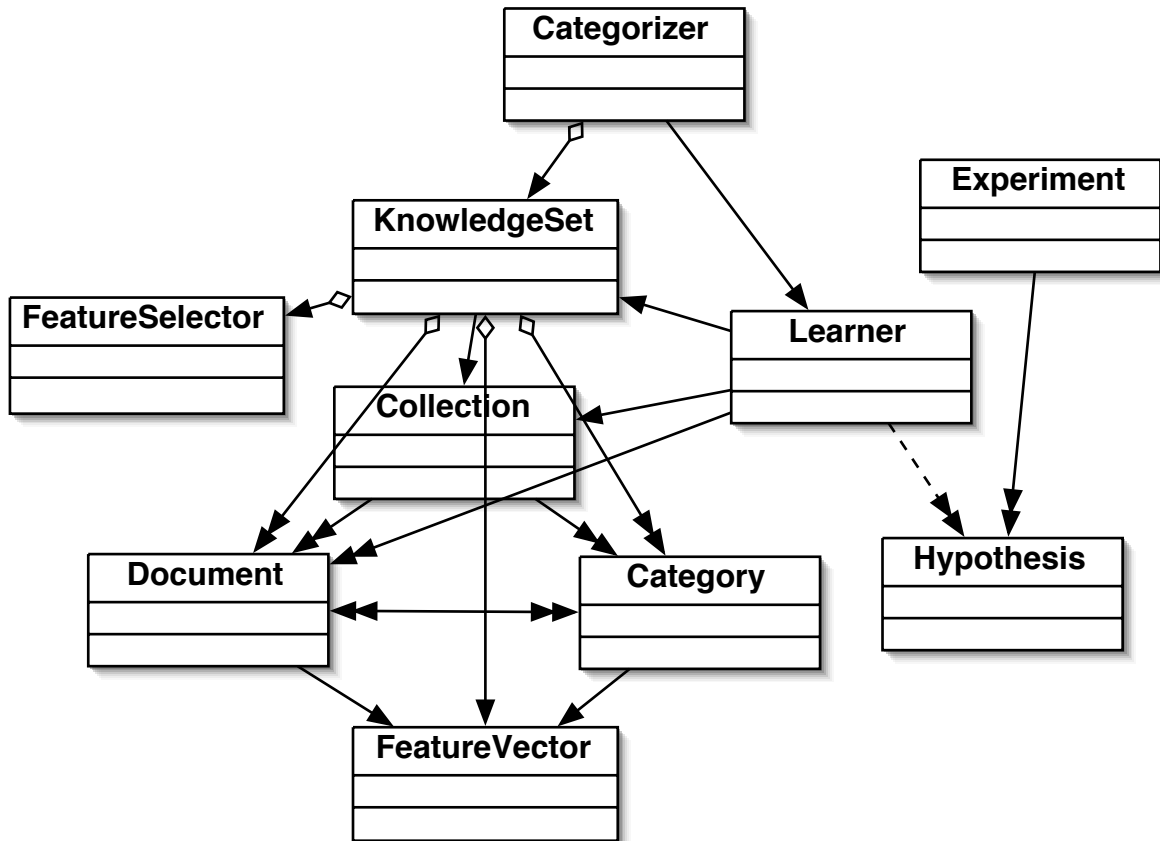 Categorizer
Experiment
KnowledgeSet
FeatureSelector
Learner
Collection
Document
Category
Hypothesis
FeatureVector